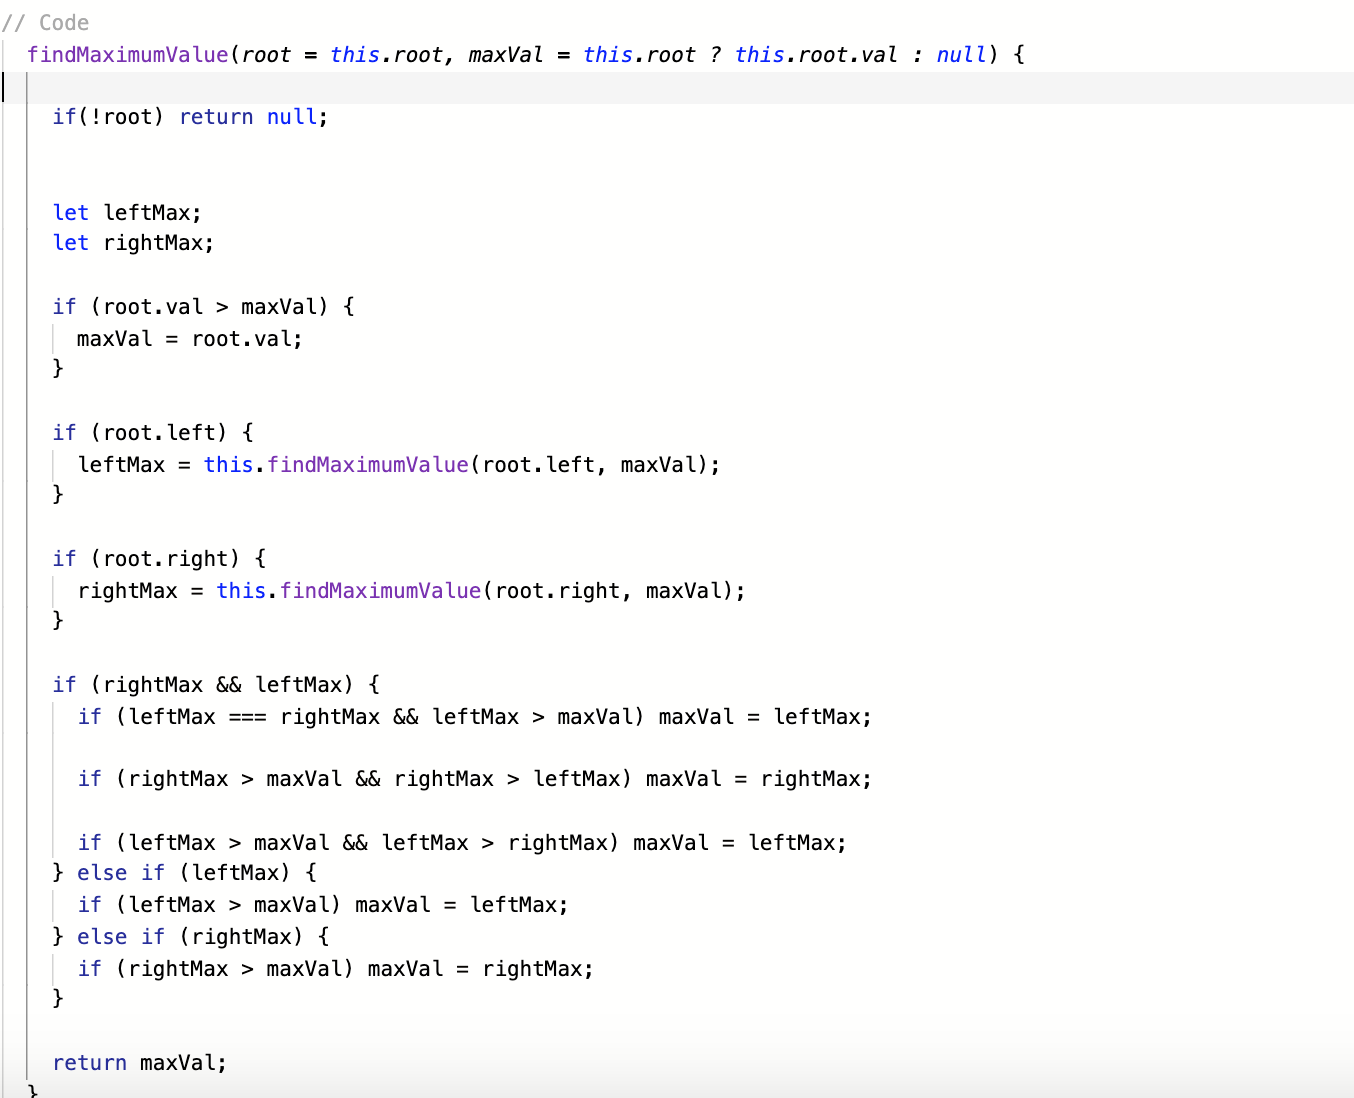 // Code
findMaximumValue(root = this.root, maxVal = this.root ? this.root.val : null) {
if(!root) return null;
let leftMax;
let rightMax;
if (root.val > maxVal) {
maxVal = root.val;
}
if (root.left) {
leftMax = this.findMaximumValue(root.left, maxVal);
}
if (root.right) {
rightMax = this.findMaximumValue(root.right, maxVal);
}
if (rightMax && leftMax) {
if (leftMax === rightMax && leftMax > maxVal) maxVal = leftMax;
if (rightMax > maxVal && rightMax > leftMax) maxVal = rightMax;
if (leftMax > maxVal && leftMax > rightMax) maxVal = leftMax;
} else if (leftMax) {
if (leftMax > maxVal) maxVal = leftMax;
} else if (rightMax) {
if (rightMax > maxVal) maxVal = rightMax;
}
return maxVal;
}